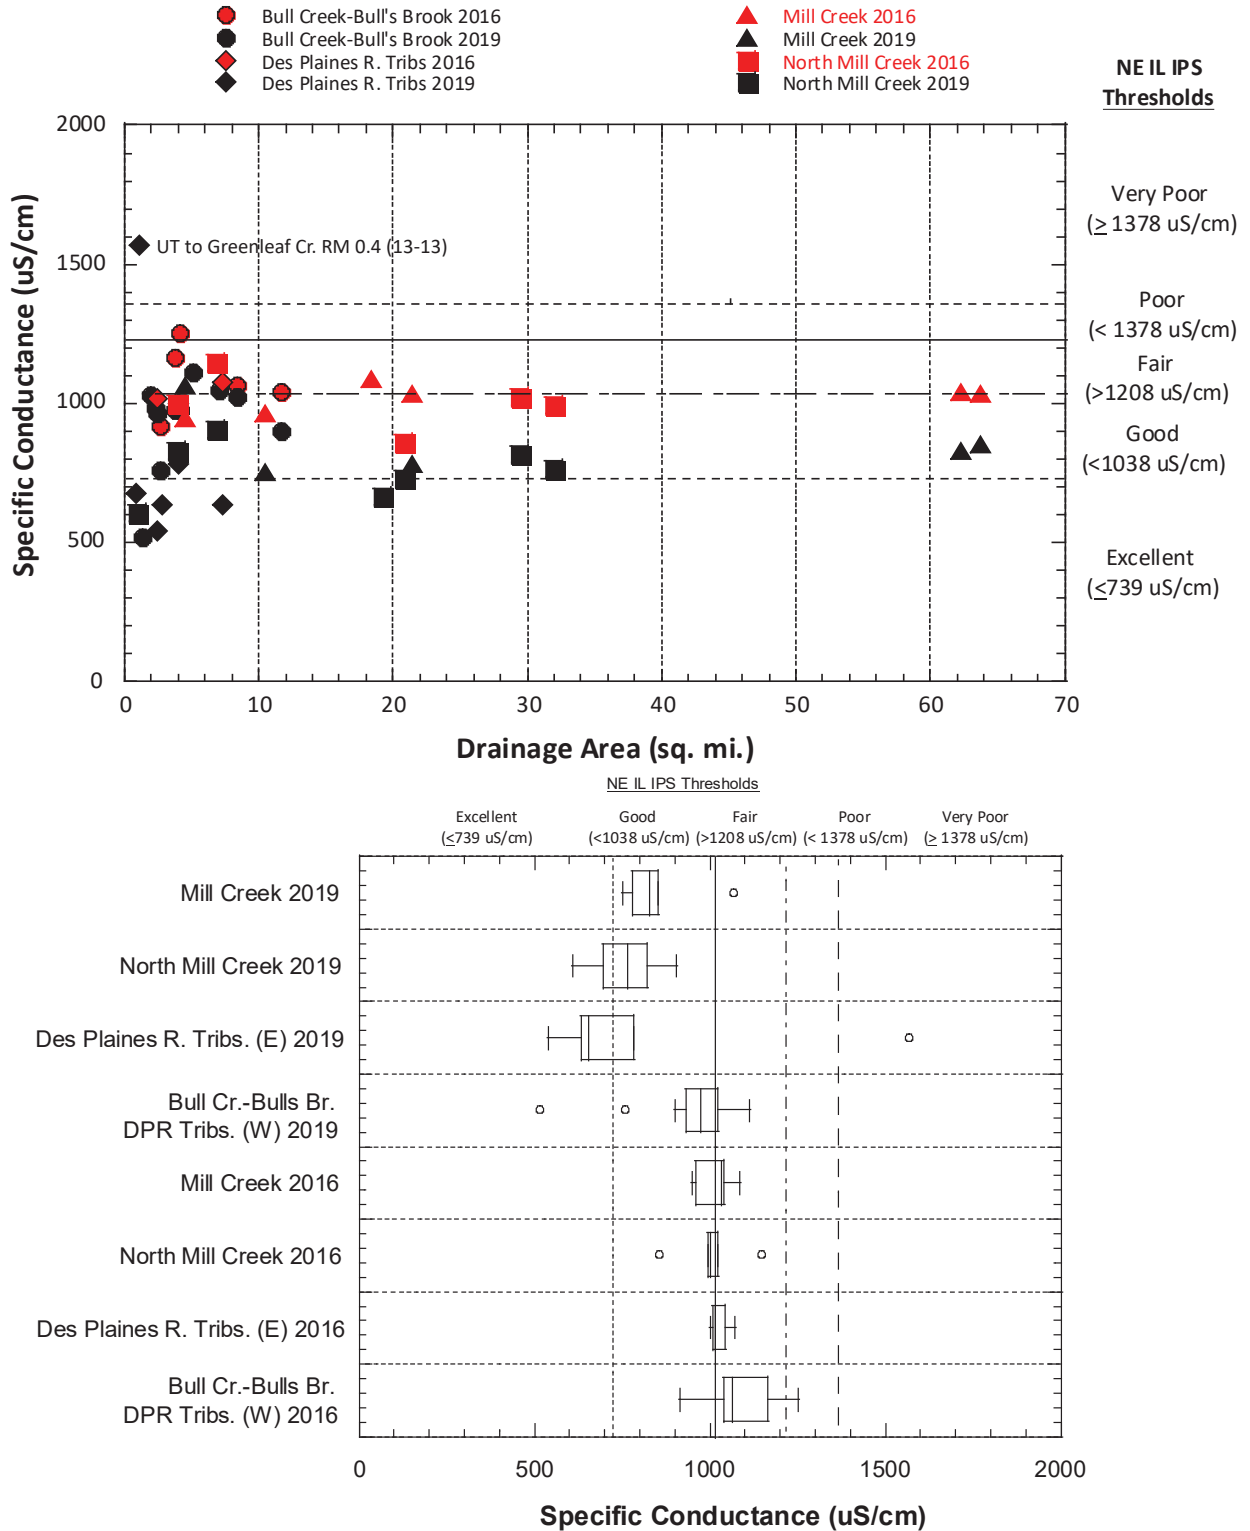 Bull Creek-Bull's Brook 2016
Bull Creek-Bull's Brook 2019
Des Plaines R. Tribs 2016
Des Plaines R. Tribs 2019
Mill Creek 2016
Mill Creek 2019
North Mill Creek 2016
North Mill Creek 2019
NE IL IPS
Thresholds
Very Poor
(≥ 1378 uS/cm)
Poor
(< 1378 uS/cm)
Fair
(>1208 uS/cm)
Good
(<1038 uS/cm)
Excellent
(≤739 uS/cm)
Specific Conductance (uS/cm)
2000
1500
1000
500
0
UT to Greenleaf Cr. RM 0.4 (13-13)
0 10 20 30 40 50 60 70
Drainage Area (sq. mi.)
NE IL IPS Thresholds
Excellent Good Fair Poor Very Poor
(≤739 uS/cm) (<1038 uS/cm) (>1208 uS/cm) (< 1378 uS/cm) (≥ 1378 uS/cm)
Mill Creek 2019
North Mill Creek 2019
Des Plaines R. Tribs. (E) 2019
Bull Cr.-Bulls Br.
DPR Tribs. (W) 2019
Mill Creek 2016
North Mill Creek 2016
Des Plaines R. Tribs. (E) 2016
Bull Cr.-Bulls Br.
DPR Tribs. (W) 2016
0 500 1000 1500 2000
Specific Conductance (uS/cm)